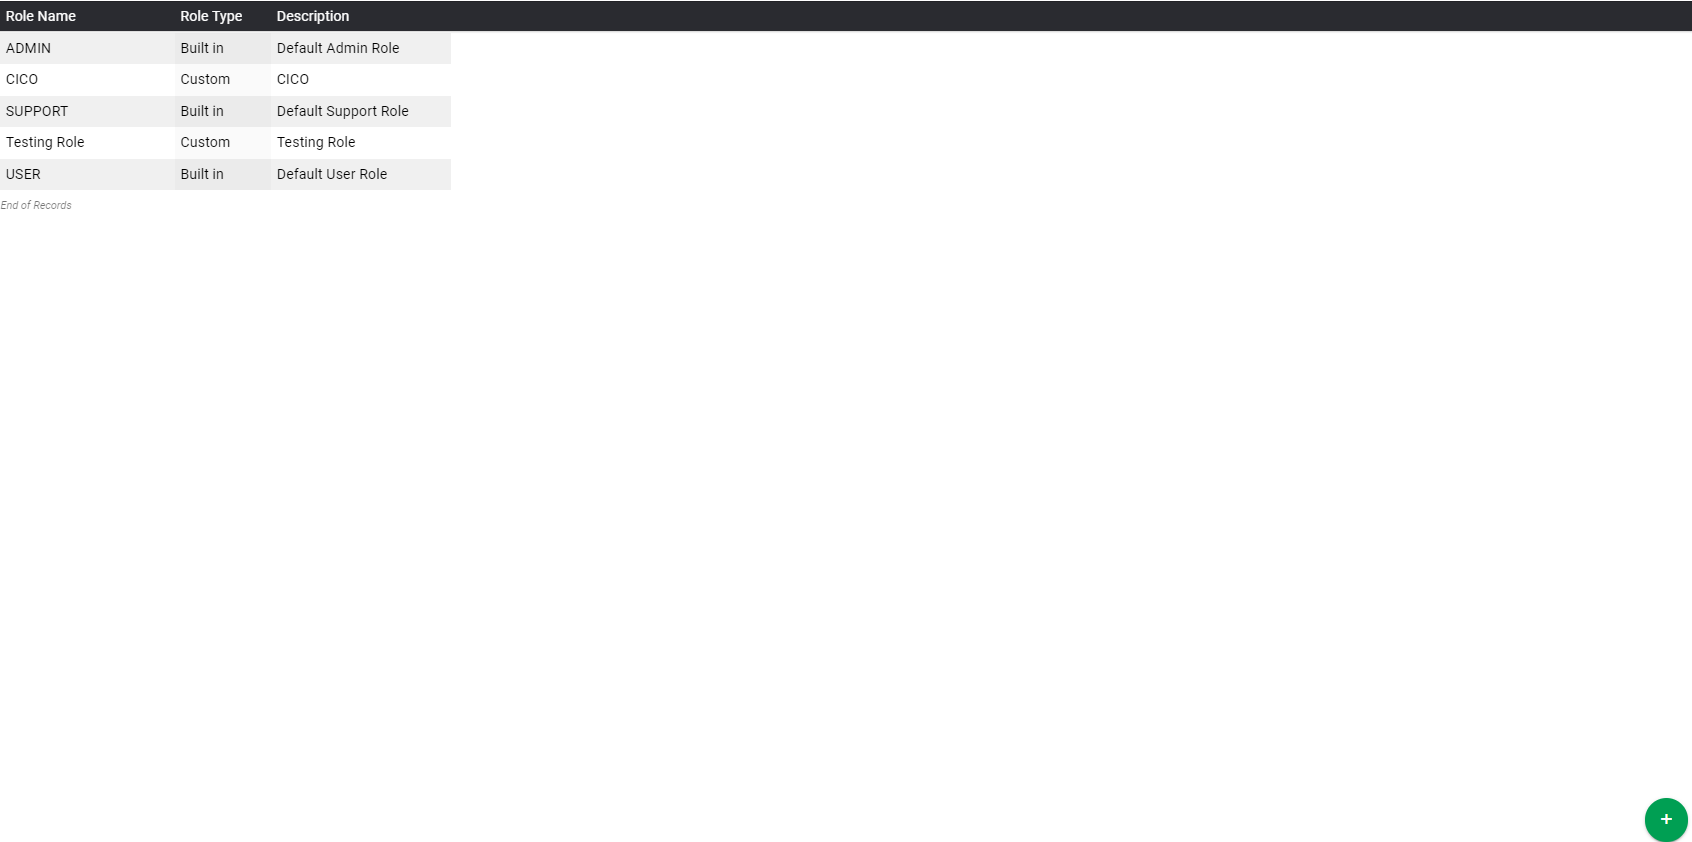 Role Name Role Type Description
ADMIN Built in Default Admin Role
CICO Custom CICO
SUPPORT Built in Default Support Role
Testing Role Custom Testing Role
USER Built in Default User Role
End of Records
+